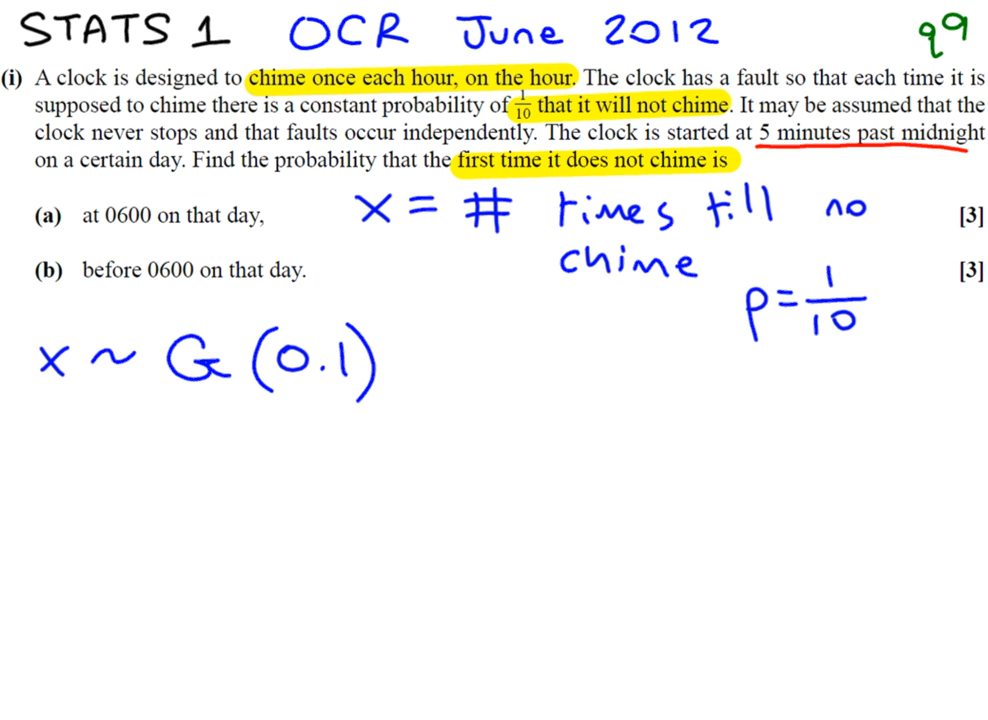 STATS 1 OCR June 2012 q9
(i) A clock is designed to chime once each hour, on the hour. The clock has a fault so that each time it is
supposed to chime there is a constant probability of 1/10 that it will not chime. It may be assumed that the
clock never stops and that faults occur independently. The clock is started at 5 minutes past midnight
on a certain day. Find the probability that the first time it does not chime is
(a) at 0600 on that day, [3]
X = # times till no
chime
(b) before 0600 on that day. [3]
p = 1/10
X ~ G(0.1)